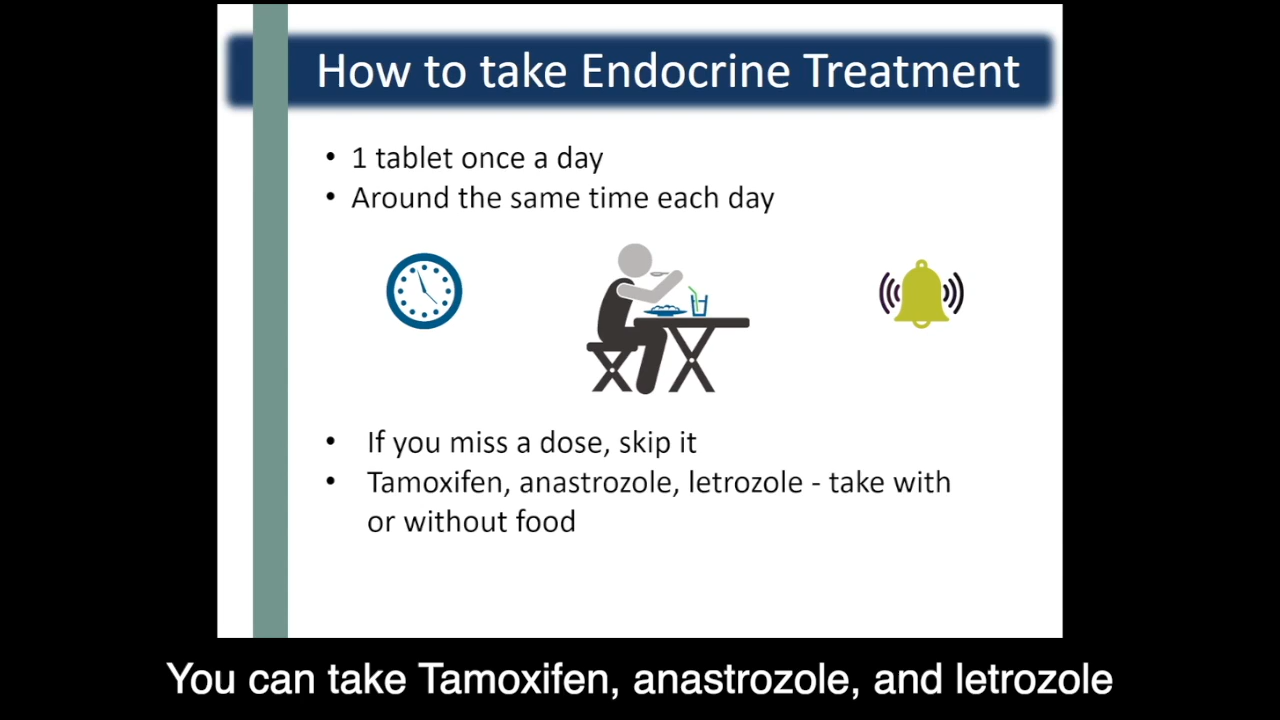 How to take Endocrine Treatment
• 1 tablet once a day
• Around the same time each day
• If you miss a dose, skip it
• Tamoxifen, anastrozole, letrozole - take with
or without food
You can take Tamoxifen, anastrozole, and letrozole